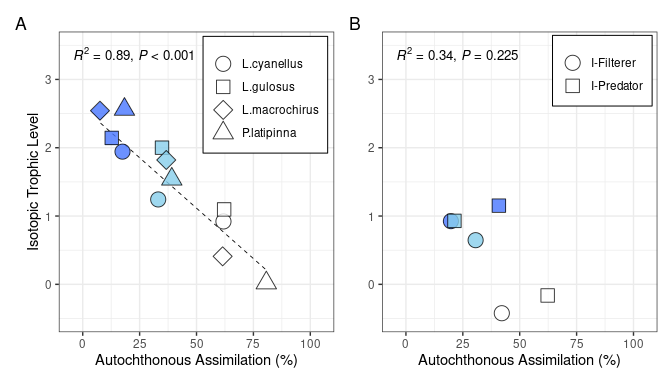 A
R² = 0.89, P < 0.001
L.cyanellus
L.gulosus
L.macrochirus
P.latipinna
Isotopic Trophic Level
3
2
1
0
0 25 50 75 100
Autochthonous Assimilation (%)
B
R² = 0.34, P = 0.225
I-Filterer
I-Predator
3
2
1
0
0 25 50 75 100
Autochthonous Assimilation (%)